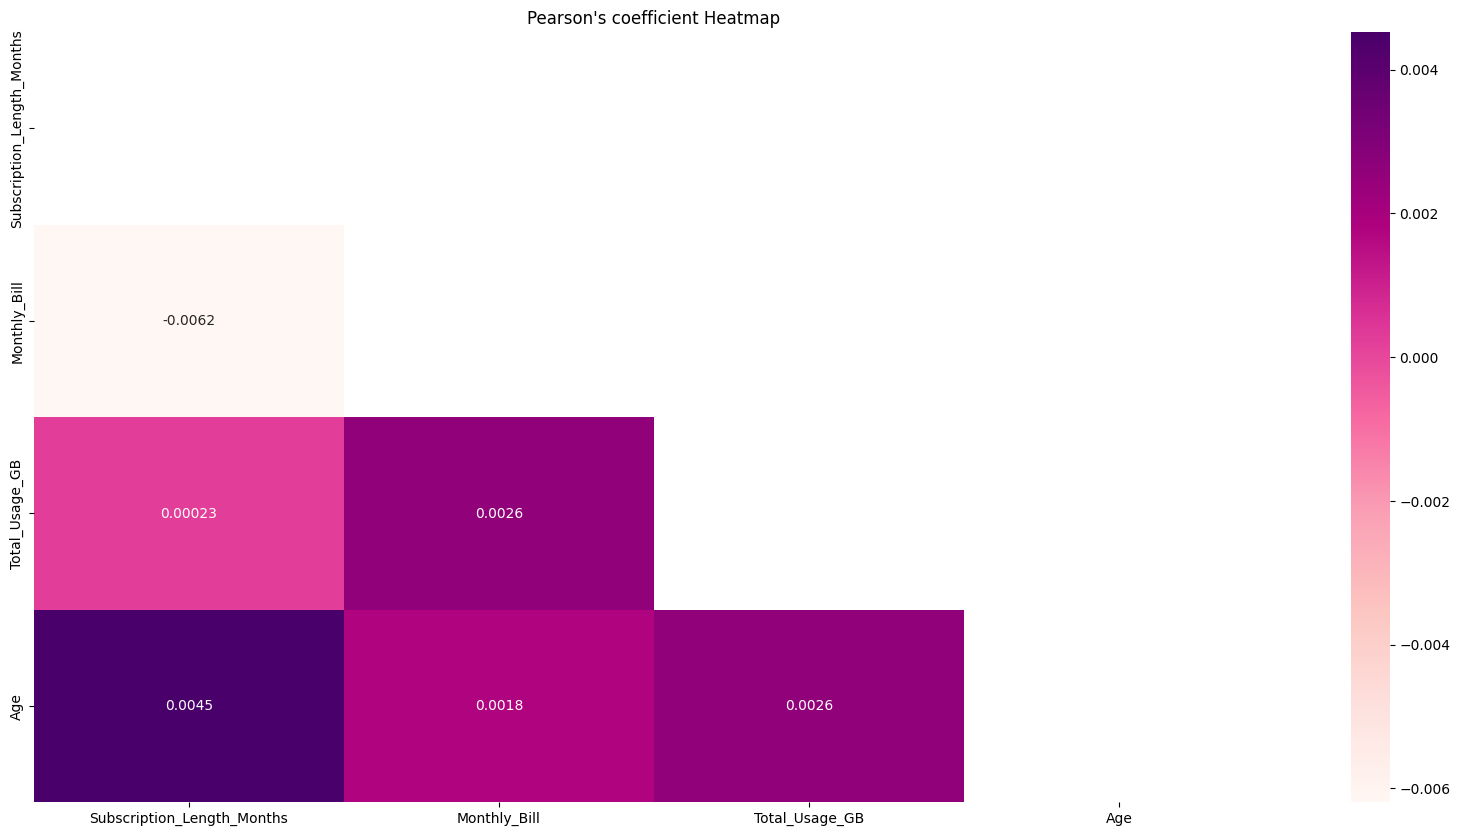 Pearson's coefficient Heatmap
Subscription_Length_Months
Monthly_Bill
Total_Usage_GB
Age
-0.0062
0.00023
0.0026
0.0045
0.0018
0.0026
Subscription_Length_Months
Monthly_Bill
Total_Usage_GB
Age
0.004
0.002
0.000
−0.002
−0.004
−0.006